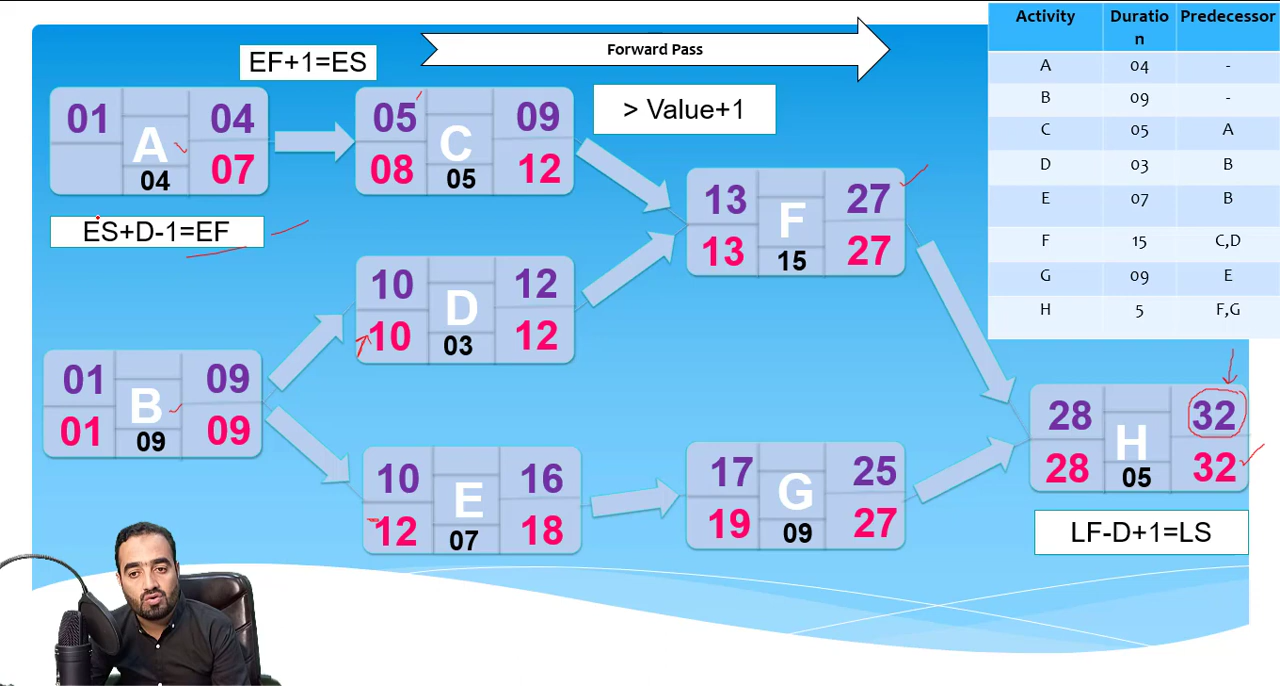 Forward Pass
EF+1=ES
> Value+1
01 04
A
07
04
05 09
C
08 12
05
ES+D-1=EF
13 27
F
13 27
15
10 12
D
10 12
03
01 09
B
01 09
09
10 16
E
12 18
07
17 25
G
19 27
09
28 32
H
28 32
05
LF-D+1=LS
Activity Duratio Predecessor
n
A 04 -
B 09 -
C 05 A
D 03 B
E 07 B
F 15 C,D
G 09 E
H 5 F,G